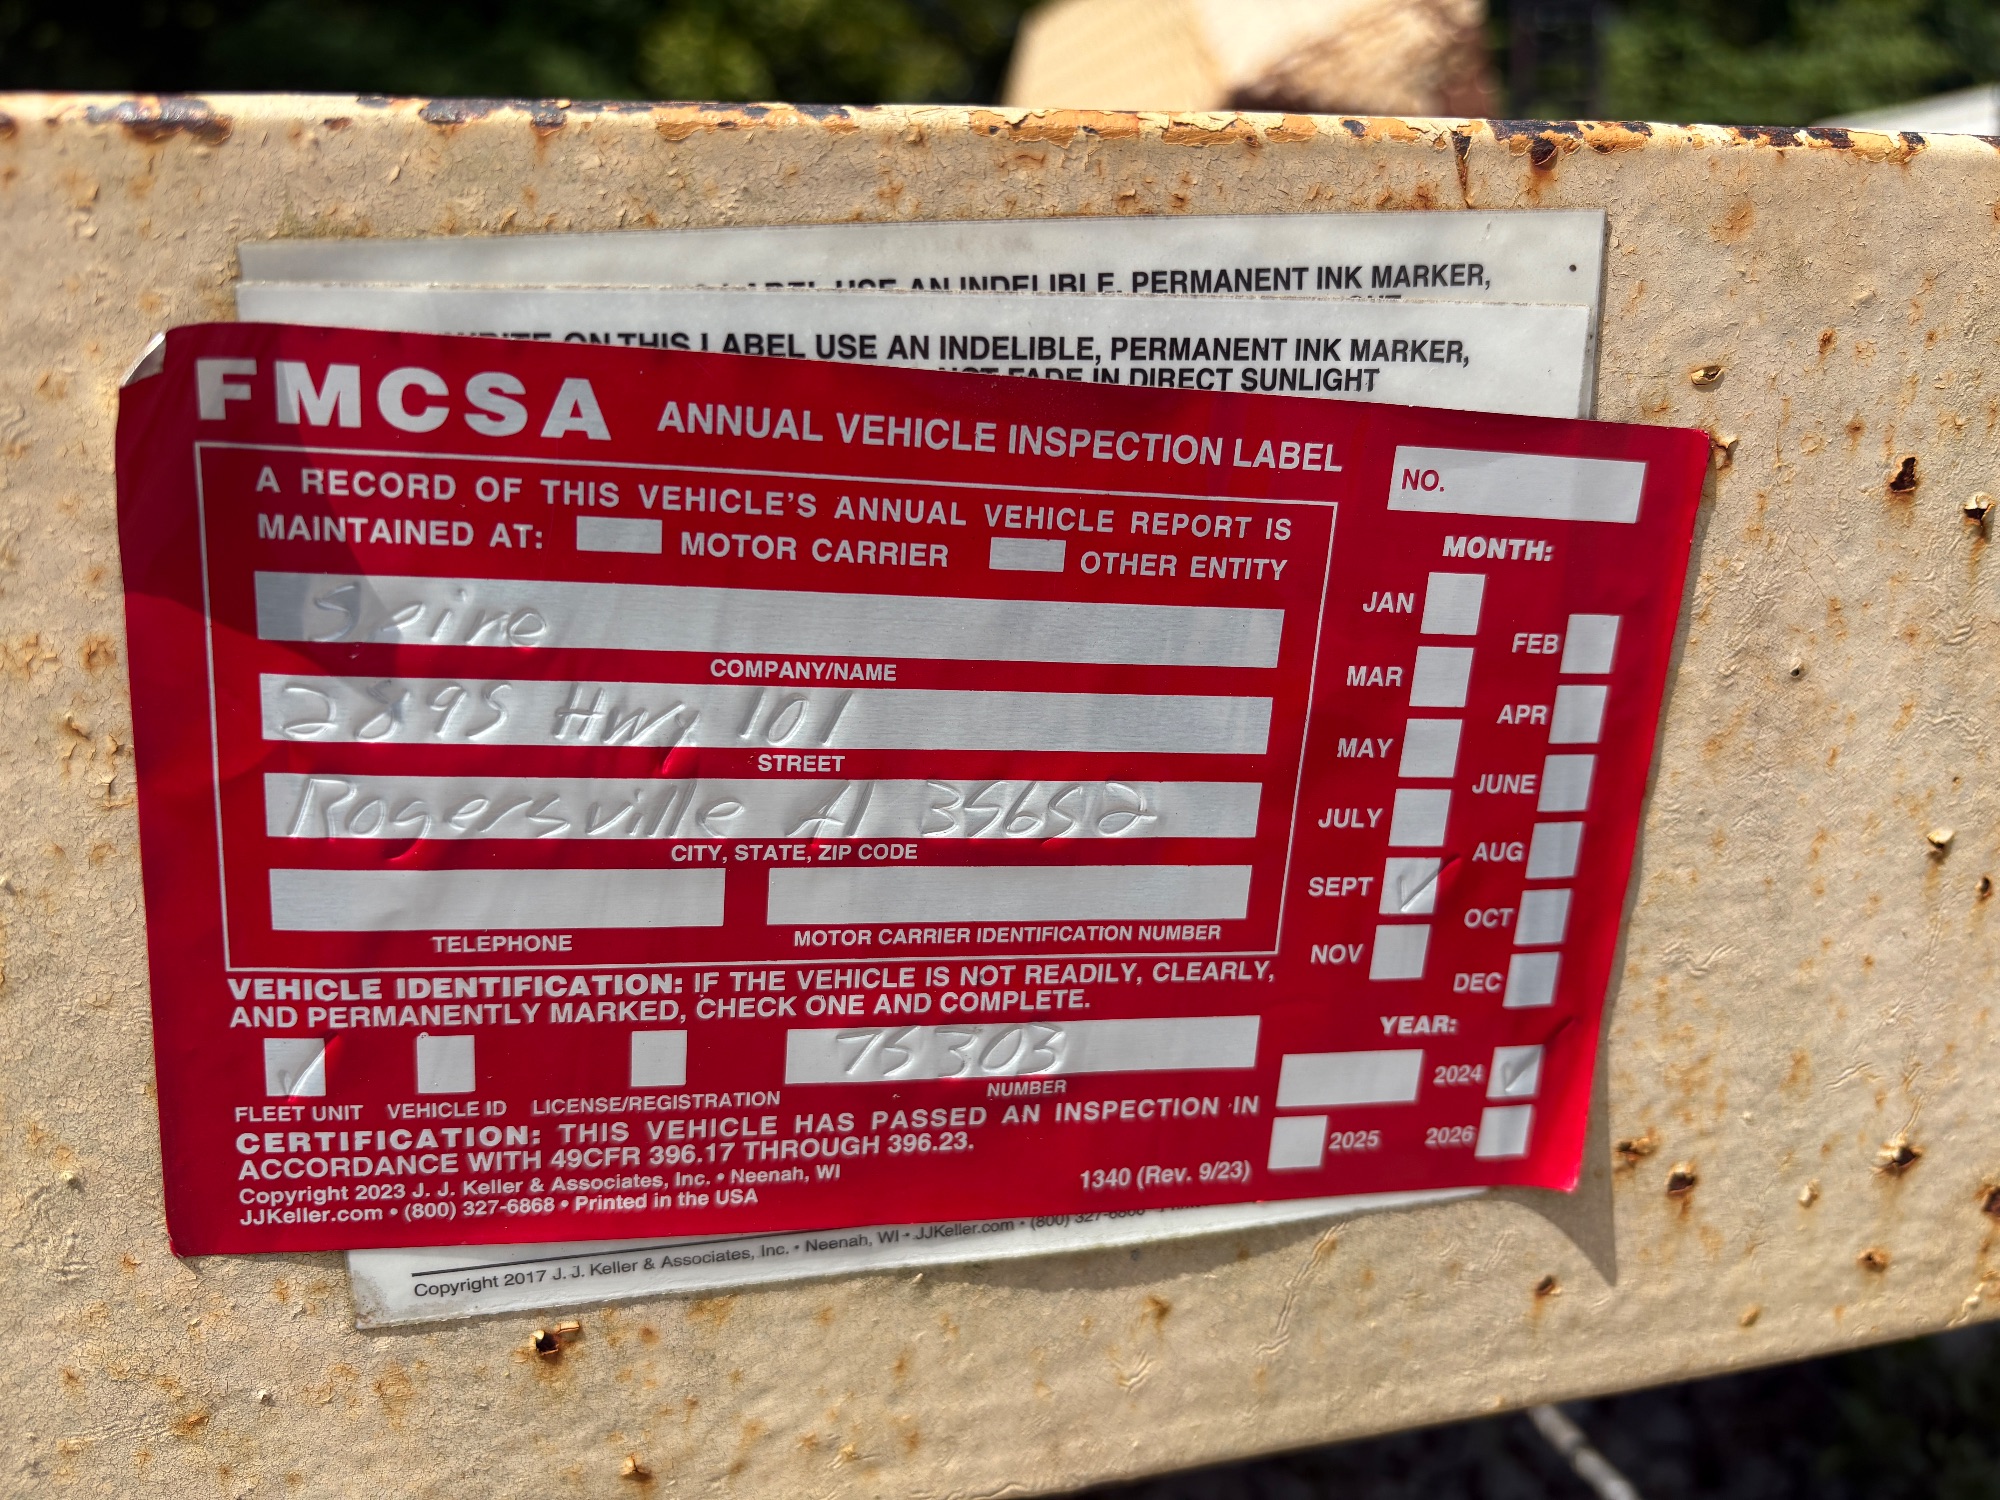 USE AN INDELIBLE, PERMANENT INK MARKER,
WRITE ON THIS LABEL USE AN INDELIBLE, PERMANENT INK MARKER,
NOT FADE IN DIRECT SUNLIGHT
FMCSA ANNUAL VEHICLE INSPECTION LABEL
NO.
A RECORD OF THIS VEHICLE'S ANNUAL VEHICLE REPORT IS
MAINTAINED AT: MOTOR CARRIER OTHER ENTITY
COMPANY/NAME
2895 Hwy 101
STREET
Rogersville Al 35652
CITY, STATE, ZIP CODE
TELEPHONE MOTOR CARRIER IDENTIFICATION NUMBER
MONTH:
JAN
FEB
MAR
APR
MAY
JUNE
JULY
AUG
SEPT ✓
OCT
NOV
DEC
VEHICLE IDENTIFICATION: IF THE VEHICLE IS NOT READILY, CLEARLY,
AND PERMANENTLY MARKED, CHECK ONE AND COMPLETE.
✓ 75303
FLEET UNIT VEHICLE ID LICENSE/REGISTRATION NUMBER
YEAR:
2024 ✓
2025 2026
CERTIFICATION: THIS VEHICLE HAS PASSED AN INSPECTION IN
ACCORDANCE WITH 49CFR 396.17 THROUGH 396.23.
Copyright 2023 J. J. Keller & Associates, Inc. • Neenah, WI
JJKeller.com • (800) 327-6868 • Printed in the USA
1340 (Rev. 9/23)
Copyright 2017 J. J. Keller & Associates, Inc. • Neenah, WI • JJKeller.com • (800) 327-6868